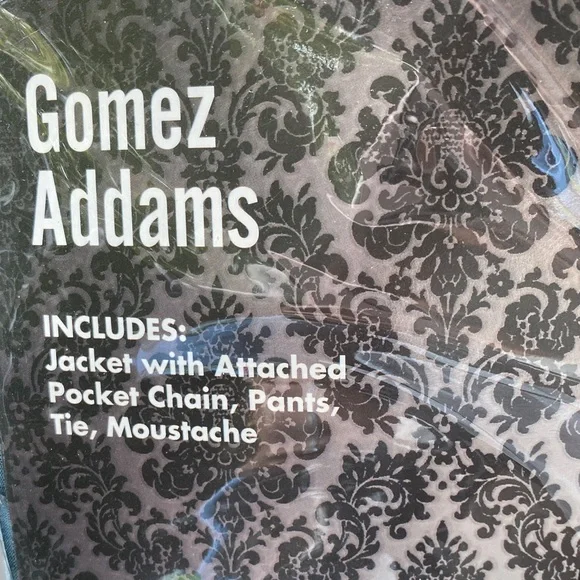 Gomez
Addams
INCLUDES:
Jacket with Attached
Pocket Chain, Pants,
Tie, Moustache